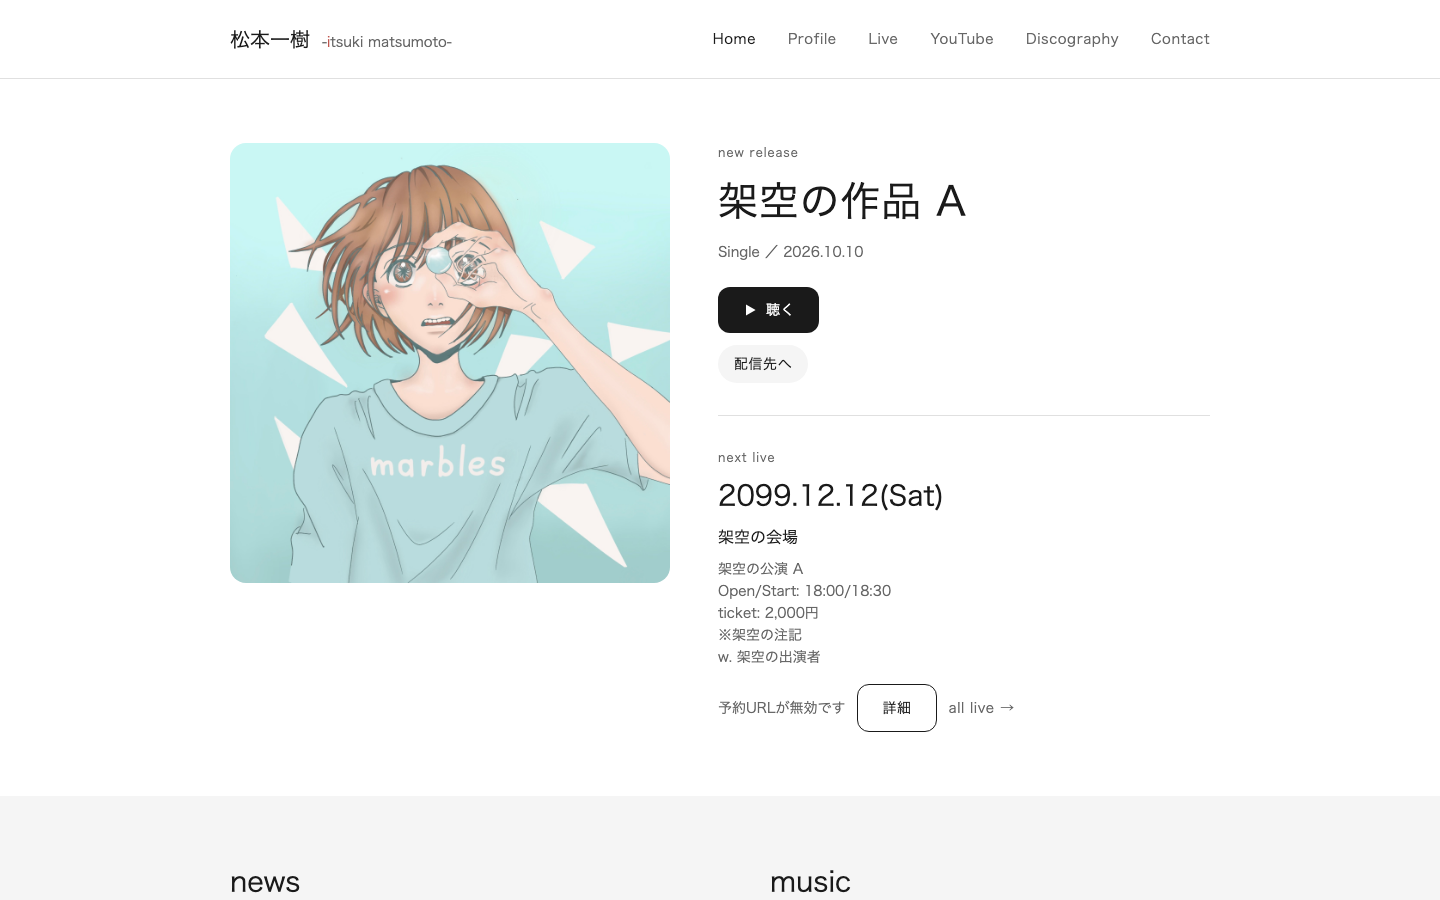 松本一樹 -itsuki matsumoto-
Home Profile Live YouTube Discography Contact
marbles
new release
架空の作品 A
Single ／ 2026.10.10
▶ 聴く
配信先へ
next live
2099.12.12(Sat)
架空の会場
架空の公演 A
Open/Start: 18:00/18:30
ticket: 2,000円
※架空の注記
w. 架空の出演者
予約URLが無効です 詳細 all live →
news
music